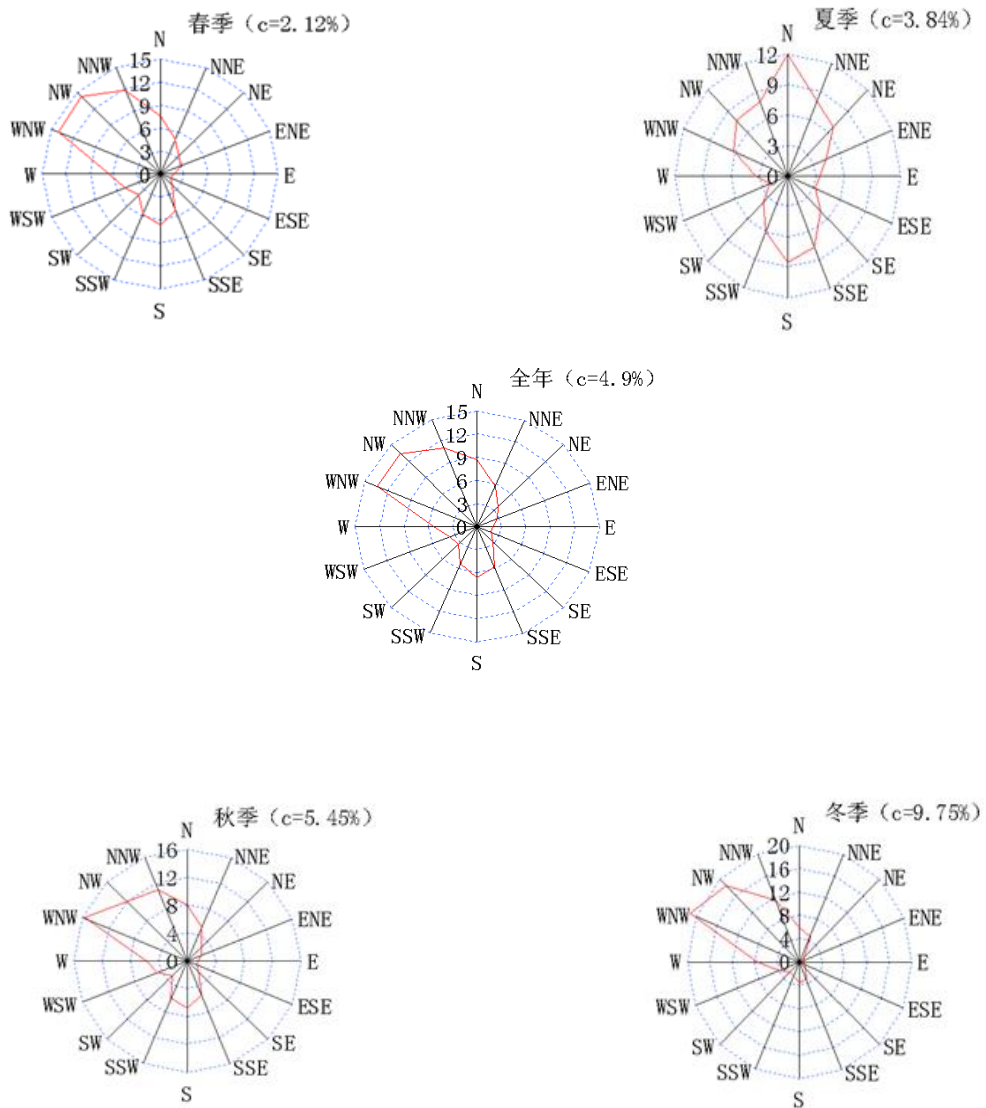 春季（c=2.12%）
N
NNE
NE
ENE
E
ESE
SE
SSE
S
SSW
SW
WSW
W
WNW
NW
NNW
15
12
9
6
3
0
夏季（c=3.84%）
N
NNE
NE
ENE
E
ESE
SE
SSE
S
SSW
SW
WSW
W
WNW
NW
NNW
12
9
6
3
0
全年（c=4.9%）
N
NNE
NE
ENE
E
ESE
SE
SSE
S
SSW
SW
WSW
W
WNW
NW
NNW
15
12
9
6
3
0
秋季（c=5.45%）
N
NNE
NE
ENE
E
ESE
SE
SSE
S
SSW
SW
WSW
W
WNW
NW
NNW
16
12
8
4
0
冬季（c=9.75%）
N
NNE
NE
ENE
E
ESE
SE
SSE
S
SSW
SW
WSW
W
WNW
NW
NNW
20
16
12
8
4
0